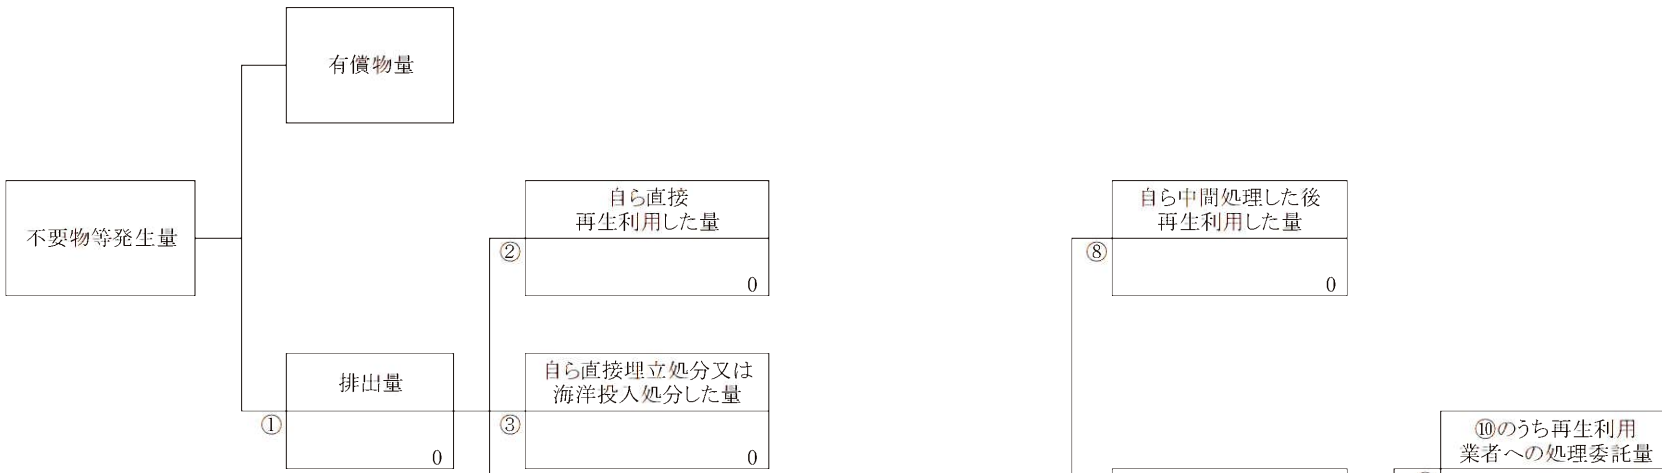 有償物量
不要物等発生量
自ら直接
再生利用した量
②
0
自ら中間処理した後
再生利用した量
⑧
0
排出量
①
0
自ら直接埋立処分又は
海洋投入処分した量
③
0
⑩のうち再生利用
業者への処理委託量